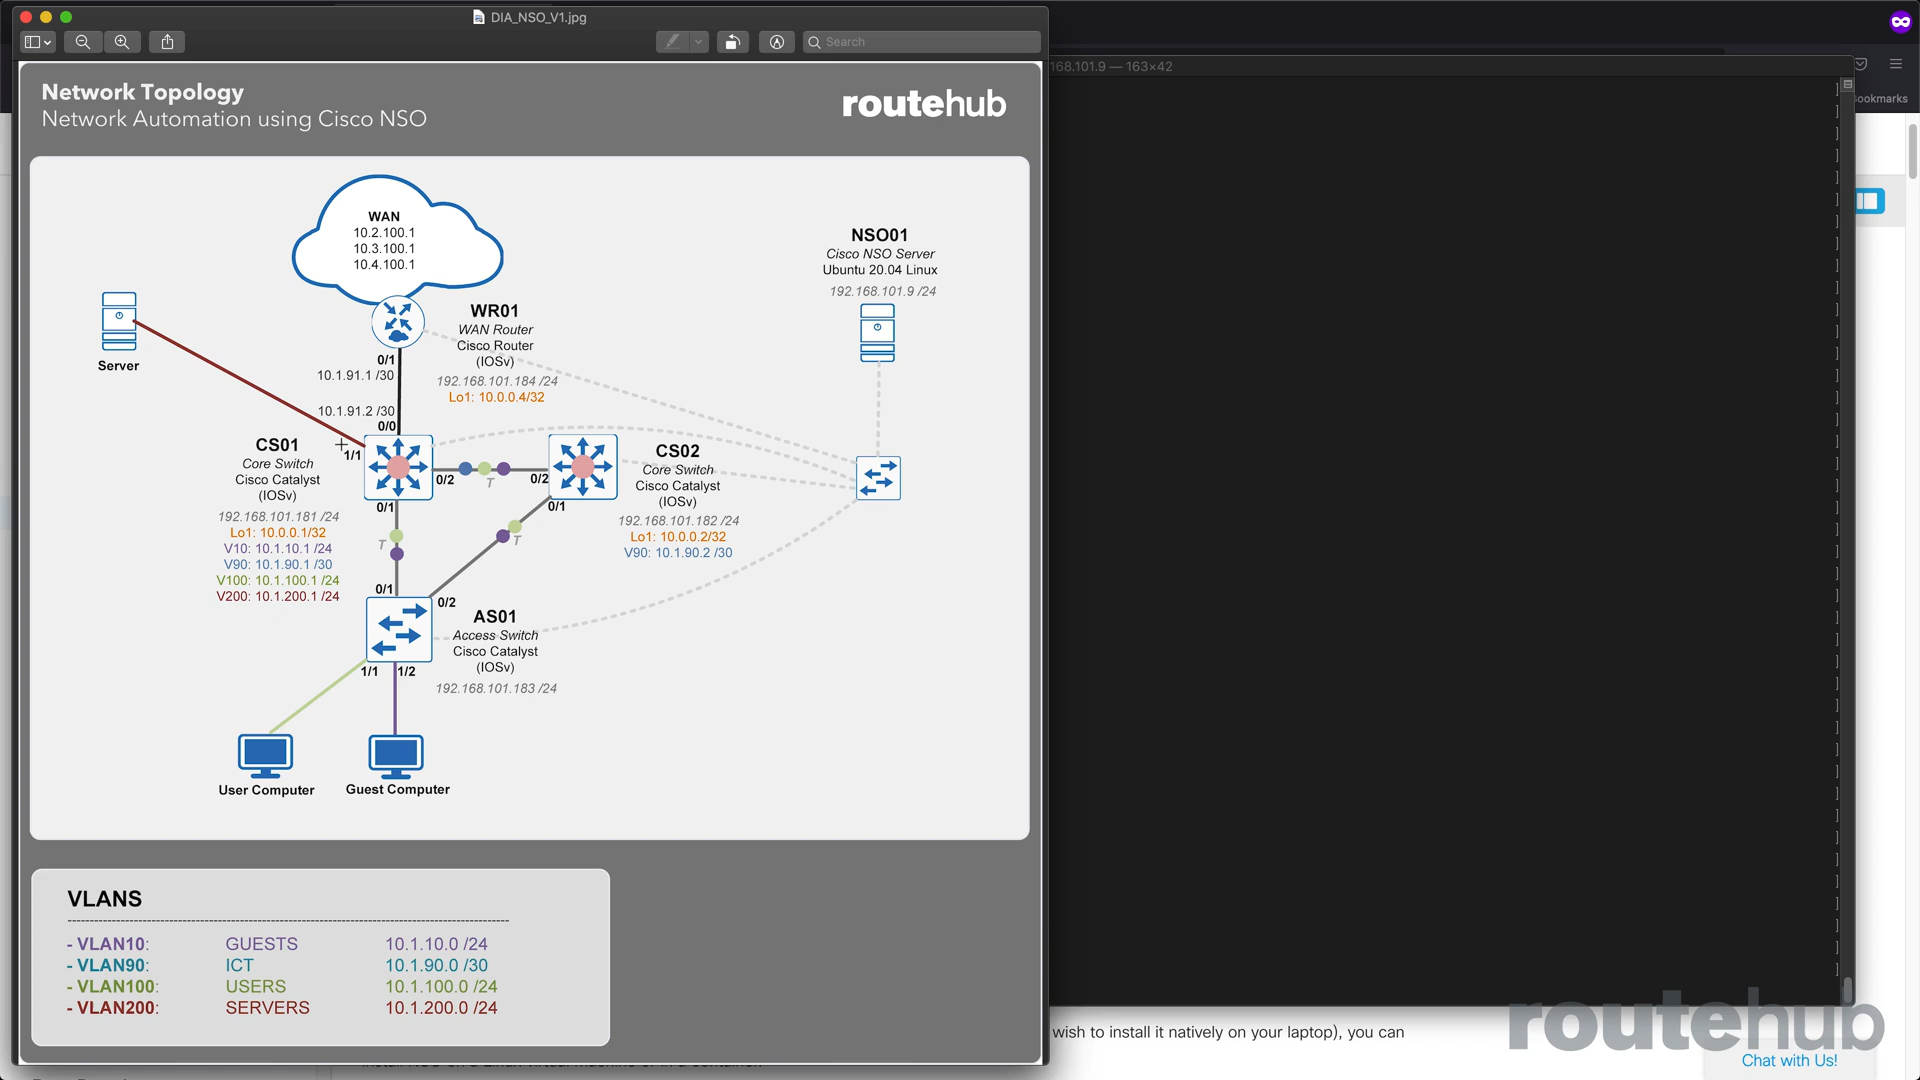 DIA_NSO_V1.jpg
Search
168.101.9 — 163×42
Bookmarks
Network Topology
Network Automation using Cisco NSO
routehub
WAN
10.2.100.1
10.3.100.1
10.4.100.1
NSO01
Cisco NSO Server
Ubuntu 20.04 Linux
192.168.101.9 /24
Server
WR01
WAN Router
Cisco Router
(IOSv)
192.168.101.184 /24
Lo1: 10.0.0.4/32
0/1
10.1.91.1 /30
10.1.91.2 /30
0/0
CS01
Core Switch
Cisco Catalyst
(IOSv)
192.168.101.181 /24
Lo1: 10.0.0.1/32
V10: 10.1.10.1 /24
V90: 10.1.90.1 /30
V100: 10.1.100.1 /24
V200: 10.1.200.1 /24
1/1
0/2
T
0/2
0/1
0/1
T
T
CS02
Core Switch
Cisco Catalyst
(IOSv)
192.168.101.182 /24
Lo1: 10.0.0.2/32
V90: 10.1.90.2 /30
0/1
0/2
AS01
Access Switch
Cisco Catalyst
(IOSv)
192.168.101.183 /24
1/1
1/2
User Computer
Guest Computer
VLANS
- VLAN10: GUESTS 10.1.10.0 /24
- VLAN90: ICT 10.1.90.0 /30
- VLAN100: USERS 10.1.100.0 /24
- VLAN200: SERVERS 10.1.200.0 /24
wish to install it natively on your laptop), you can
routehub
Chat with Us!